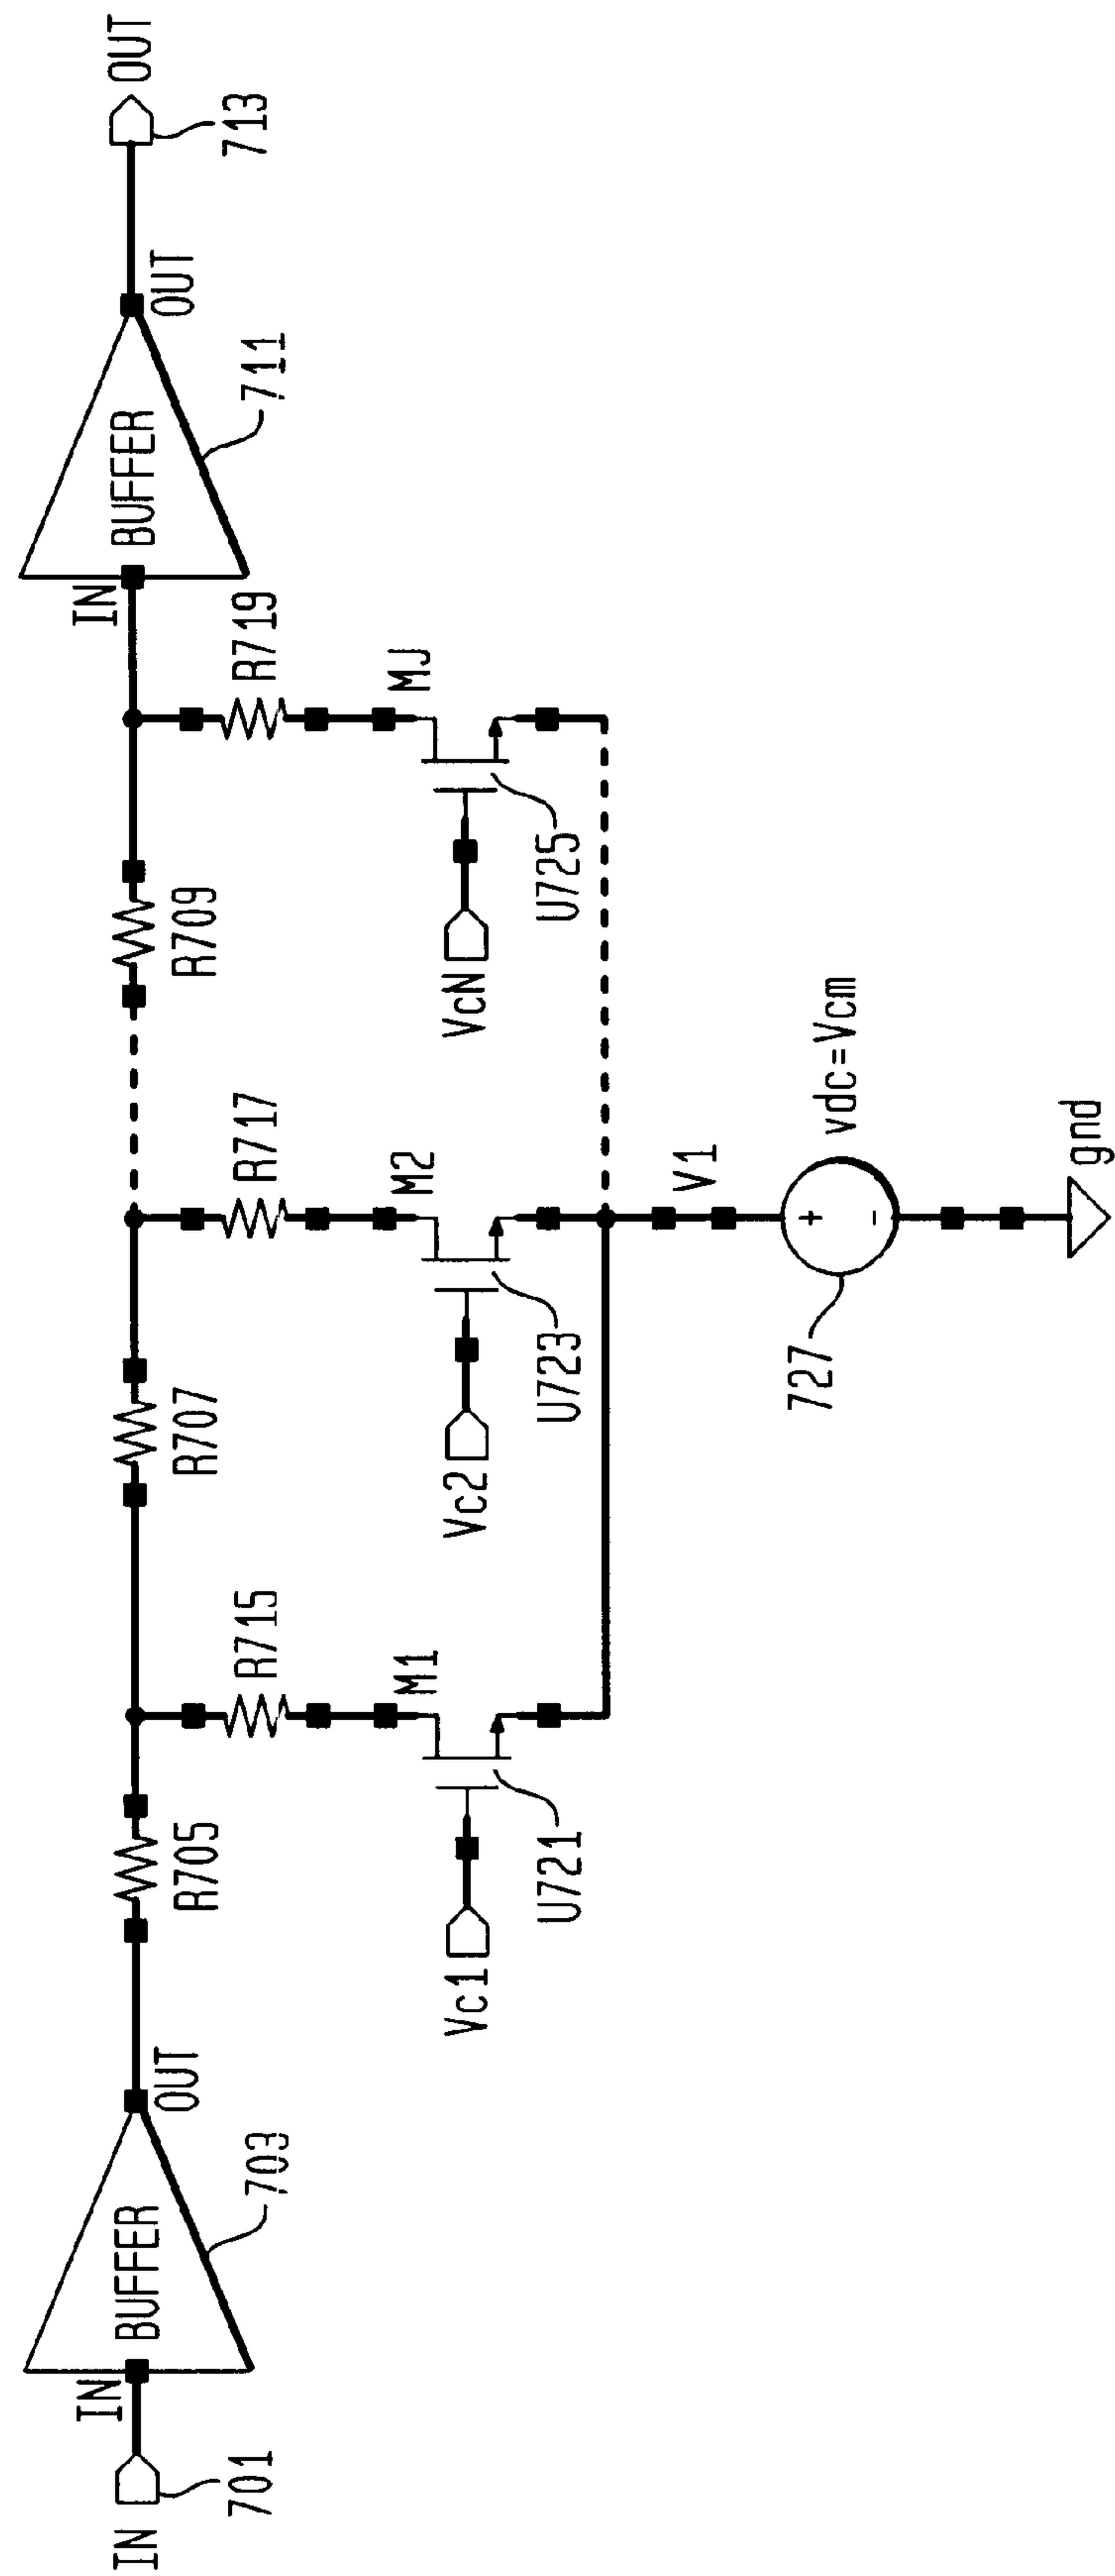 IN
701
IN
BUFFER
OUT
703
R705
R715
R707
R717
R709
R719
IN
BUFFER
OUT
711
OUT
713
Vc1
M1
U721
Vc2
M2
U723
VcN
MJ
U725
V1
vdc=Vcm
+
-
727
gnd